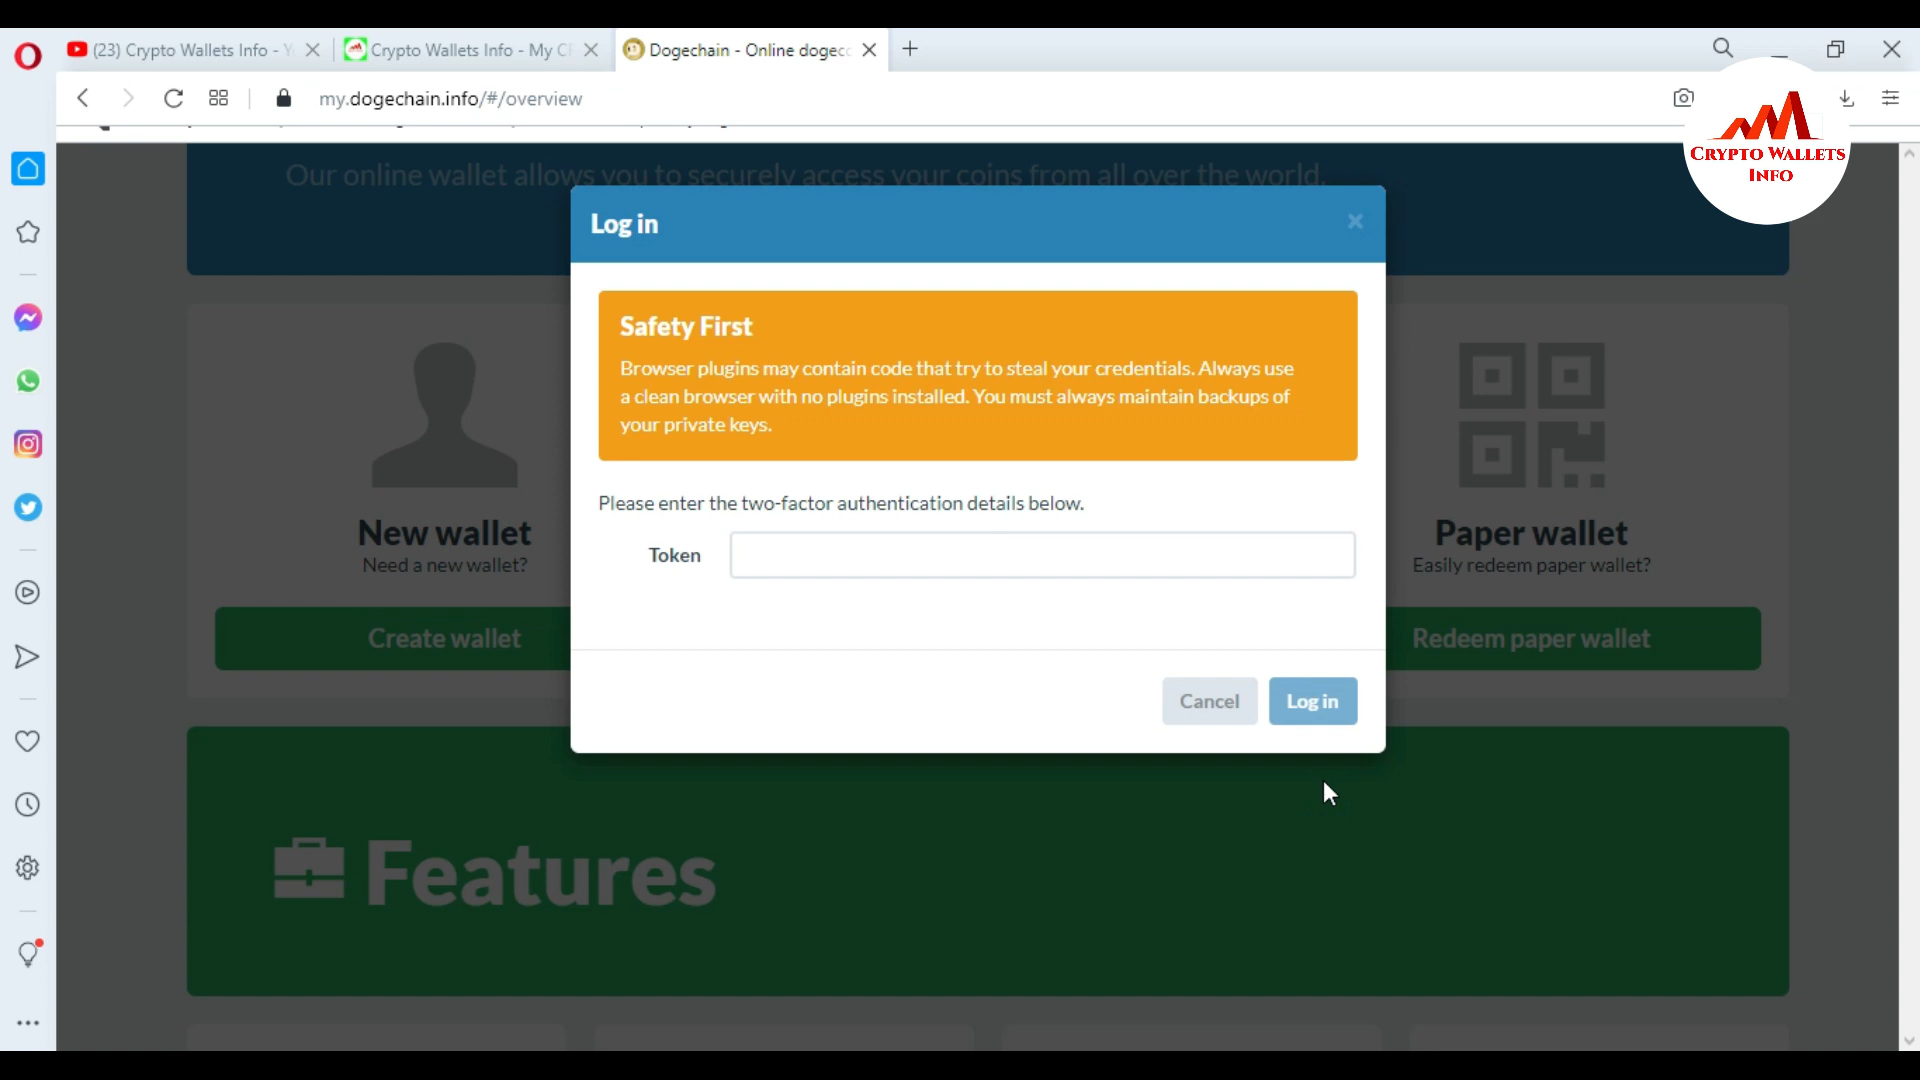 (23) Crypto Wallets Info - Y
Crypto Wallets Info - My C
Dogechain - Online dogec
my.dogechain.info/#/overview
CRYPTO WALLETS
INFO
Our online wallet allows you to securely access your coins from all over the world.
Log in
Safety First
Browser plugins may contain code that try to steal your credentials. Always use
a clean browser with no plugins installed. You must always maintain backups of
your private keys.
Please enter the two-factor authentication details below.
Token
Cancel
Log in
New wallet
Need a new wallet?
Create wallet
Paper wallet
Easily redeem paper wallet?
Redeem paper wallet
Features